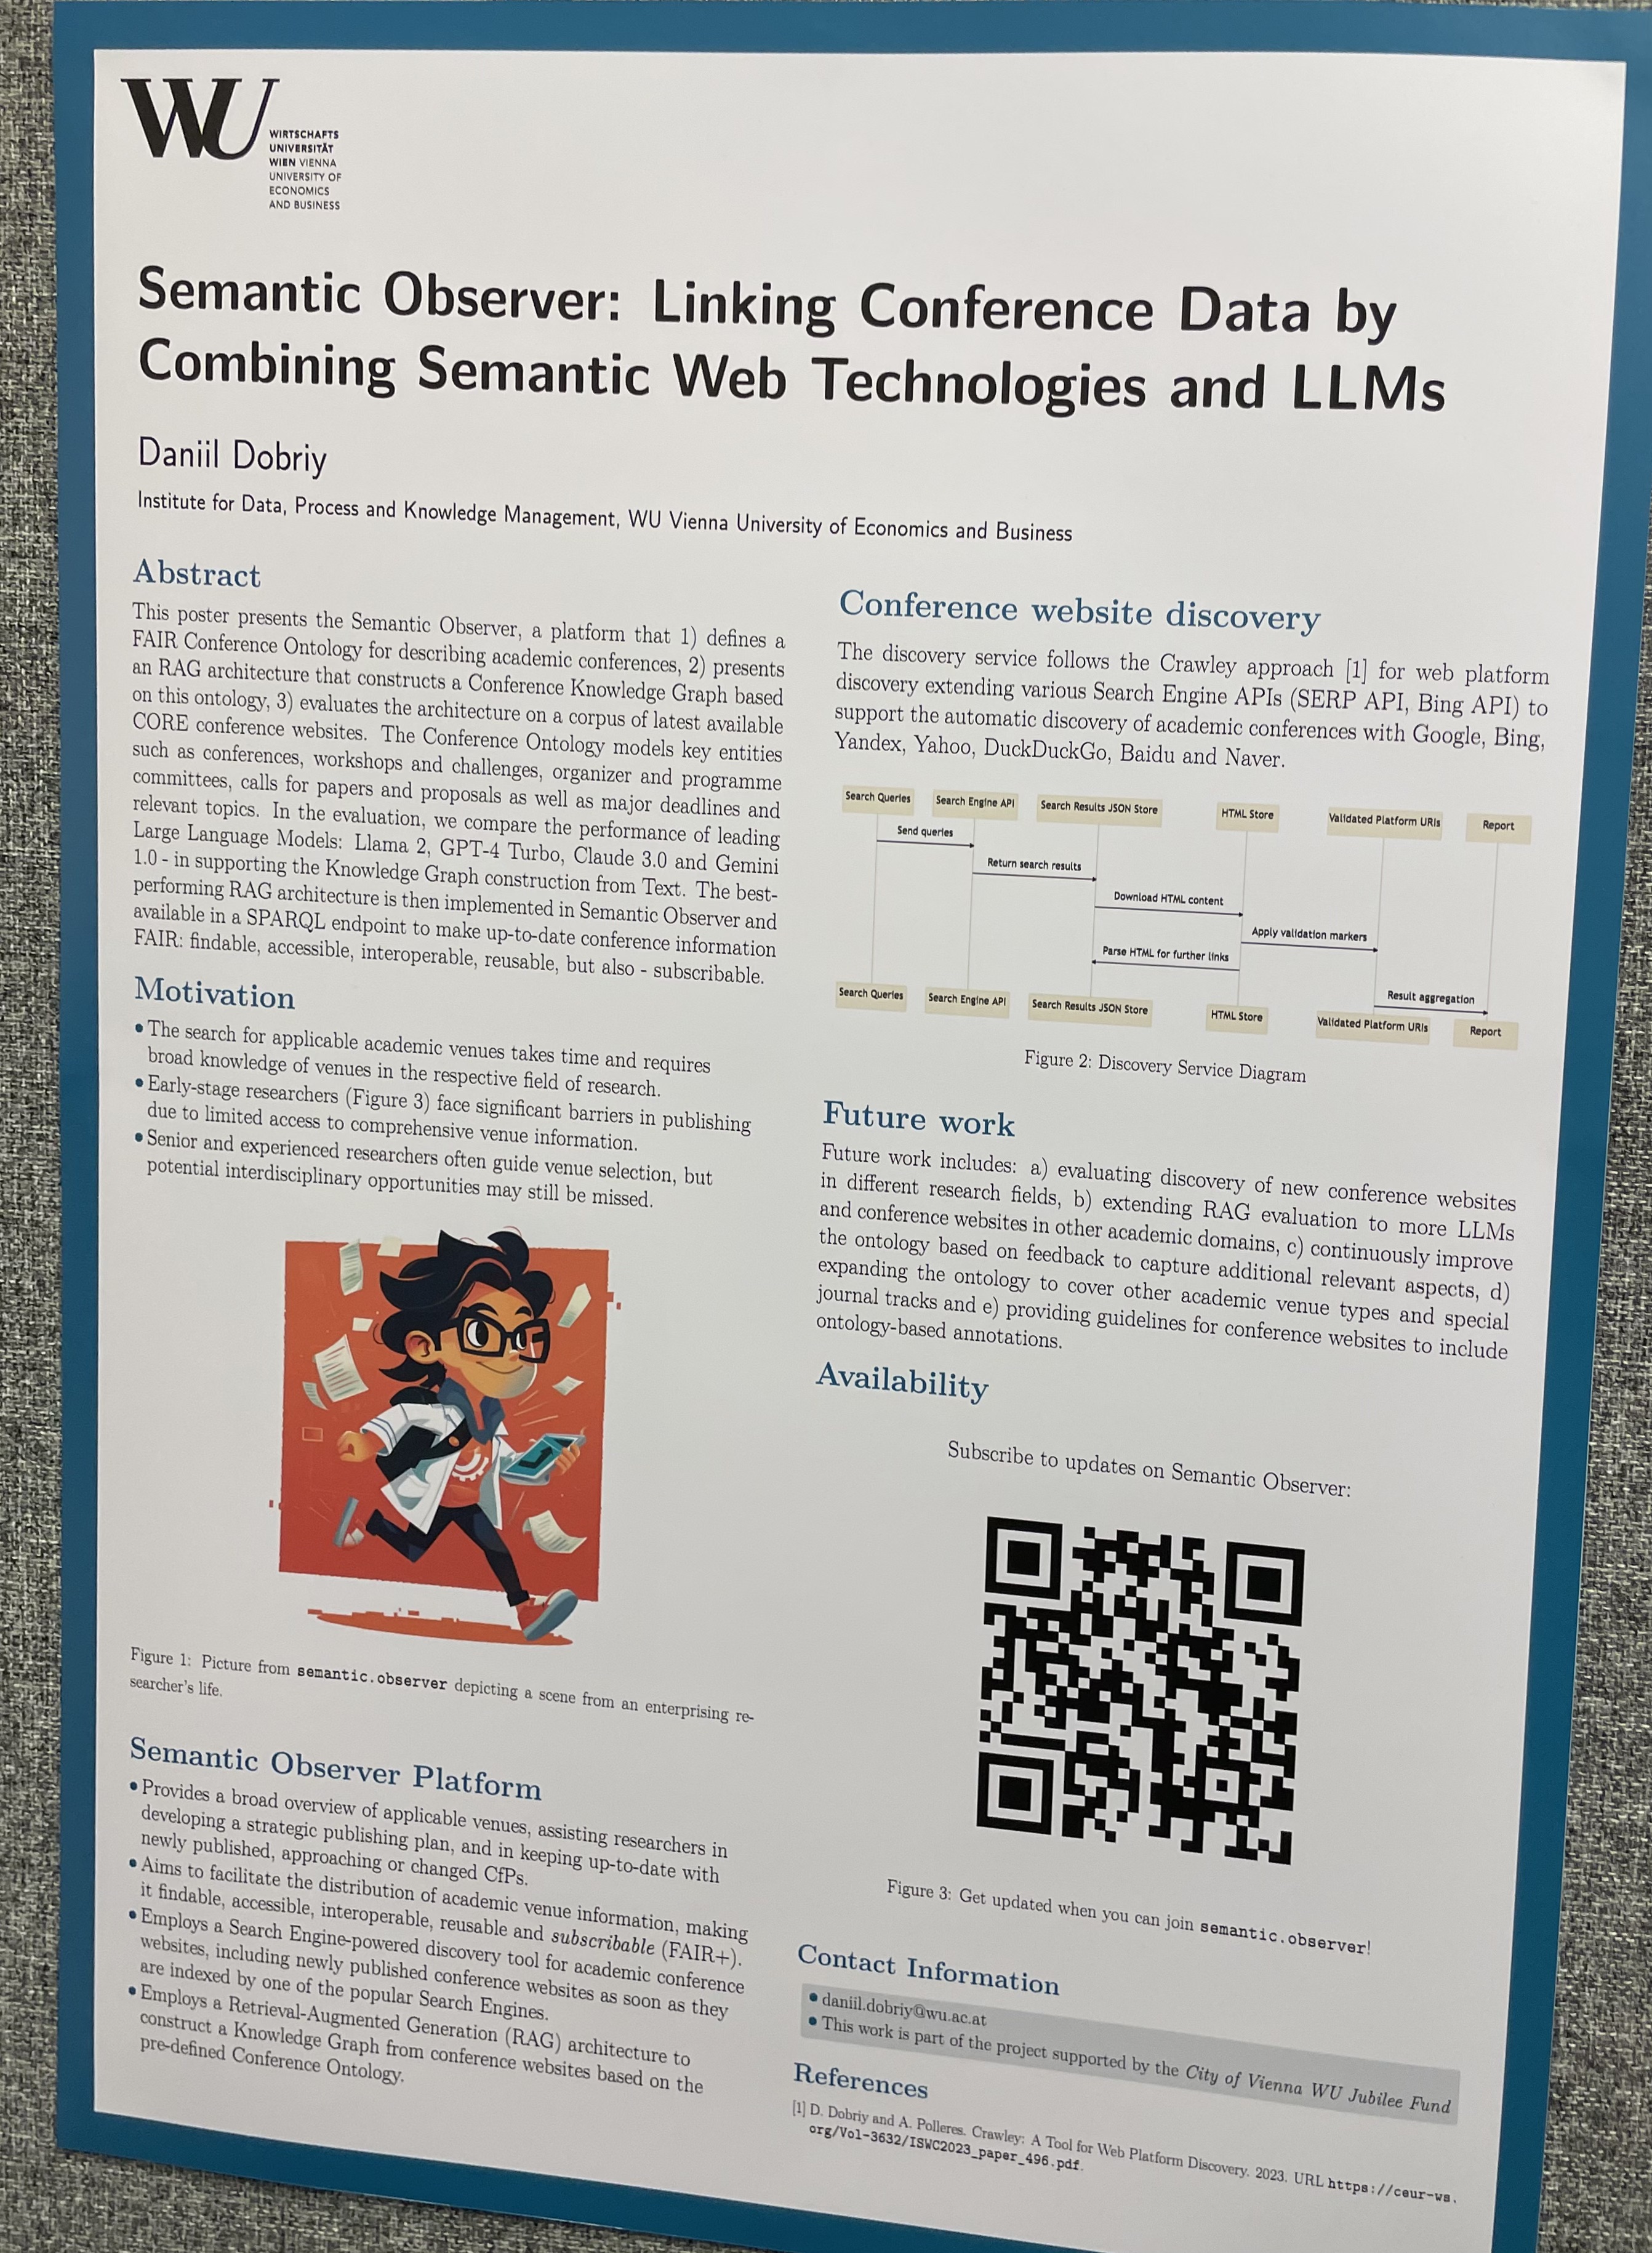 WU
WIRTSCHAFTS
UNIVERSITÄT
WIEN VIENNA
UNIVERSITY OF
ECONOMICS
AND BUSINESS
Semantic Observer: Linking Conference Data by
Combining Semantic Web Technologies and LLMs
Daniil Dobriy
Institute for Data, Process and Knowledge Management, WU Vienna University of Economics and Business
Abstract
This poster presents the Semantic Observer, a platform that 1) defines a
FAIR Conference Ontology for describing academic conferences, 2) presents
an RAG architecture that constructs a Conference Knowledge Graph based
on this ontology, 3) evaluates the architecture on a corpus of latest available
CORE conference websites. The Conference Ontology models key entities
such as conferences, workshops and challenges, organizer and programme
committees, calls for papers and proposals as well as major deadlines and
relevant topics. In the evaluation, we compare the performance of leading
Large Language Models: Llama 2, GPT-4 Turbo, Claude 3.0 and Gemini
1.0 - in supporting the Knowledge Graph construction from Text. The best-
performing RAG architecture is then implemented in Semantic Observer and
available in a SPARQL endpoint to make up-to-date conference information
FAIR: findable, accessible, interoperable, reusable, but also - subscribable.
Motivation
• The search for applicable academic venues takes time and requires
broad knowledge of venues in the respective field of research.
• Early-stage researchers (Figure 3) face significant barriers in publishing
due to limited access to comprehensive venue information.
• Senior and experienced researchers often guide venue selection, but
potential interdisciplinary opportunities may still be missed.
Figure 1: Picture from semantic.observer depicting a scene from an enterprising re-
searcher's life.
Semantic Observer Platform
• Provides a broad overview of applicable venues, assisting researchers in
developing a strategic publishing plan, and in keeping up-to-date with
newly published, approaching or changed CfPs.
• Aims to facilitate the distribution of academic venue information, making
it findable, accessible, interoperable, reusable and subscribable (FAIR+).
• Employs a Search Engine-powered discovery tool for academic conference
websites, including newly published conference websites as soon as they
are indexed by one of the popular Search Engines.
• Employs a Retrieval-Augmented Generation (RAG) architecture to
construct a Knowledge Graph from conference websites based on the
pre-defined Conference Ontology.
Conference website discovery
The discovery service follows the Crawley approach [1] for web platform
discovery extending various Search Engine APIs (SERP API, Bing API) to
support the automatic discovery of academic conferences with Google, Bing,
Yandex, Yahoo, DuckDuckGo, Baidu and Naver.
Search Queries Search Engine API Search Results JSON Store HTML Store Validated Platform URIs Report
Send queries
Return search results
Download HTML content
Apply validation markers
Parse HTML for further links
Result aggregation
Search Queries Search Engine API Search Results JSON Store HTML Store Validated Platform URIs Report
Figure 2: Discovery Service Diagram
Future work
Future work includes: a) evaluating discovery of new conference websites
in different research fields, b) extending RAG evaluation to more LLMs
and conference websites in other academic domains, c) continuously improve
the ontology based on feedback to capture additional relevant aspects, d)
expanding the ontology to cover other academic venue types and special
journal tracks and e) providing guidelines for conference websites to include
ontology-based annotations.
Availability
Subscribe to updates on Semantic Observer:
Figure 3: Get updated when you can join semantic.observer!
Contact Information
• daniil.dobriy@wu.ac.at
• This work is part of the project supported by the City of Vienna WU Jubilee Fund
References
[1] D. Dobriy and A. Polleres. Crawley: A Tool for Web Platform Discovery. 2023. URL https://ceur-ws.
org/Vol-3632/ISWC2023_paper_496.pdf.